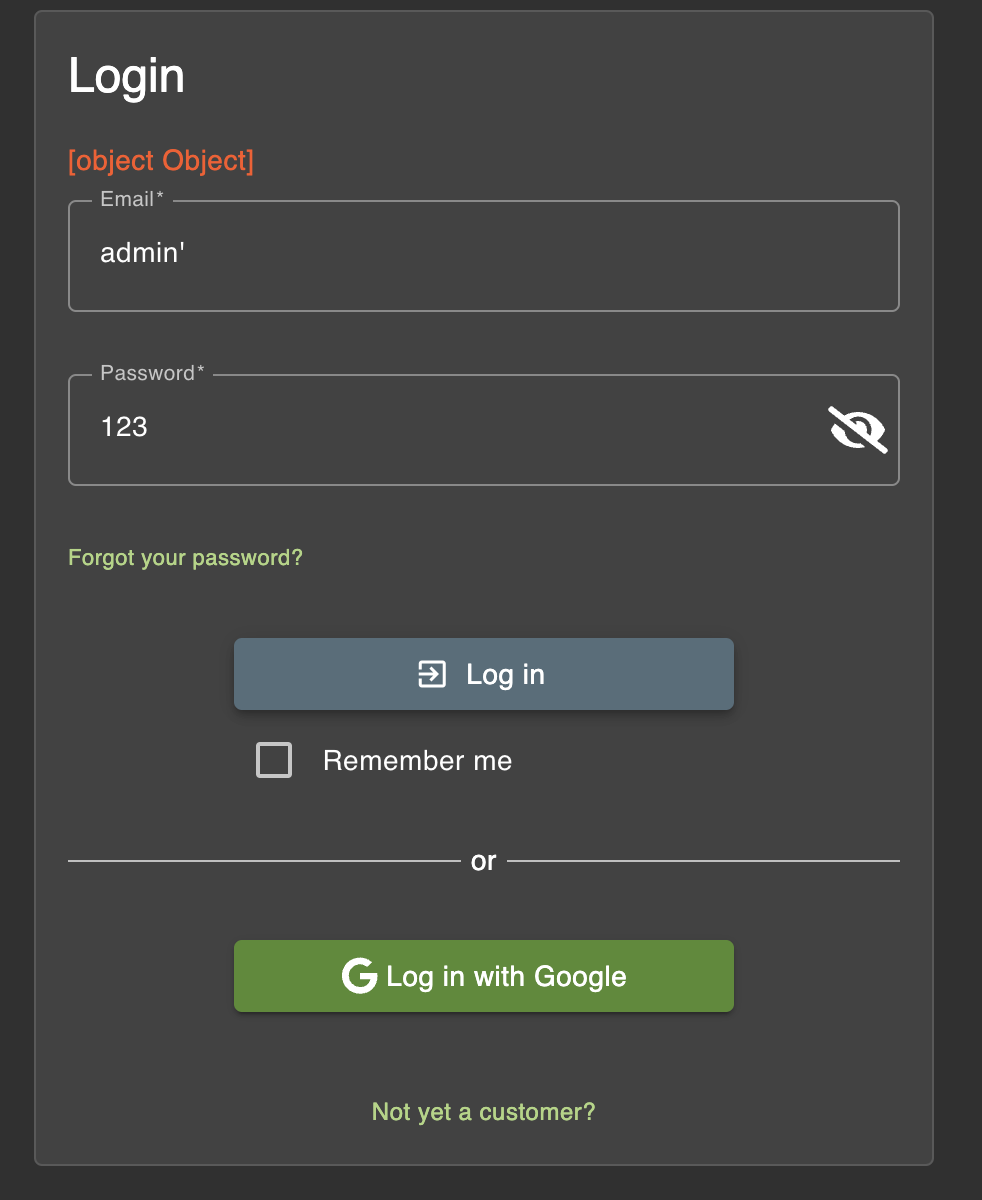 Login
[object Object]
Email*
admin'
Password*
123
Forgot your password?
Log in
Remember me
or
Log in with Google
Not yet a customer?